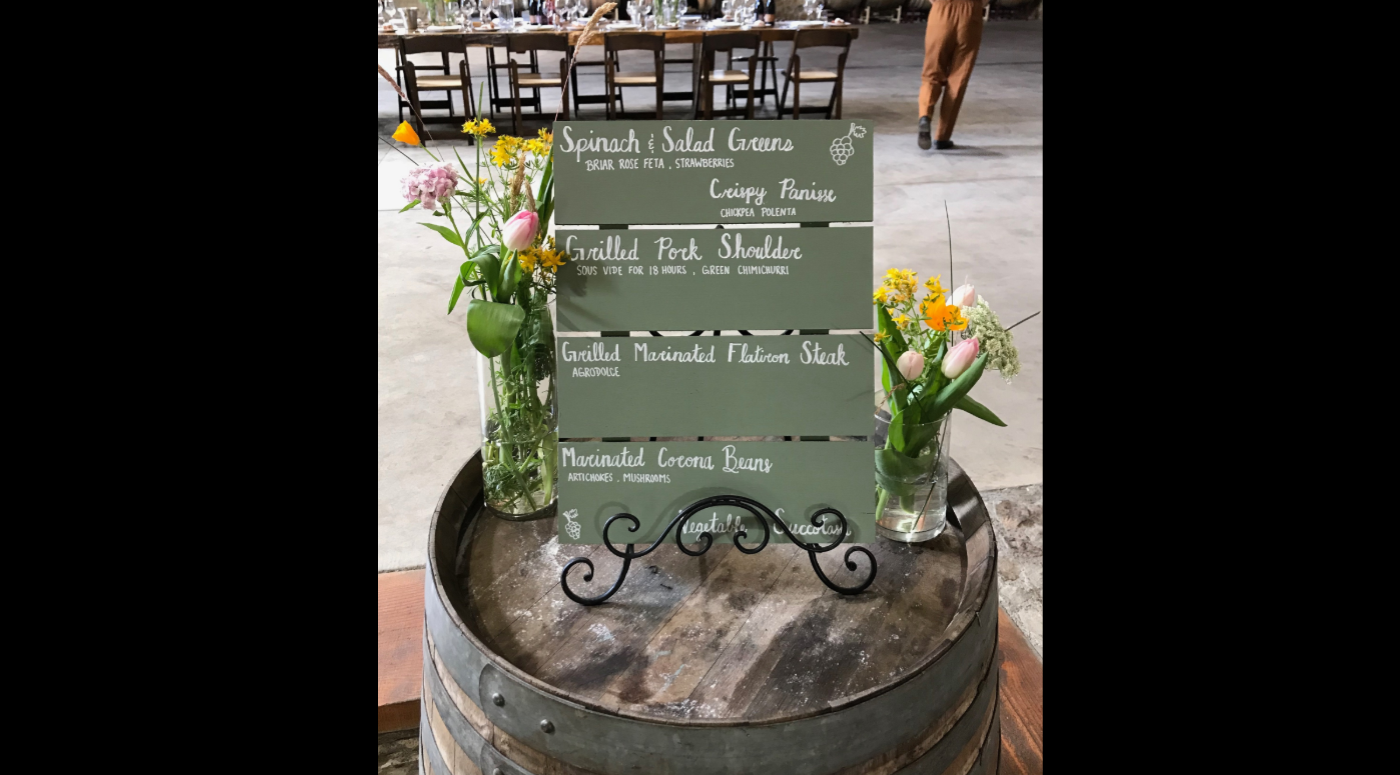 Spinach & Salad Greens
BRIAR ROSE FETA, STRAWBERRIES
Crispy Panisse
CHICKPEA POLENTA
Grilled Pork Shoulder
SOUS VIDE FOR 18 HOURS, GREEN CHIMICHURRI
Grilled Marinated Flatiron Steak
AGRODOLCE
Marinated Corona Beans
ARTICHOKES, MUSHROOMS
Vegetable Succotash